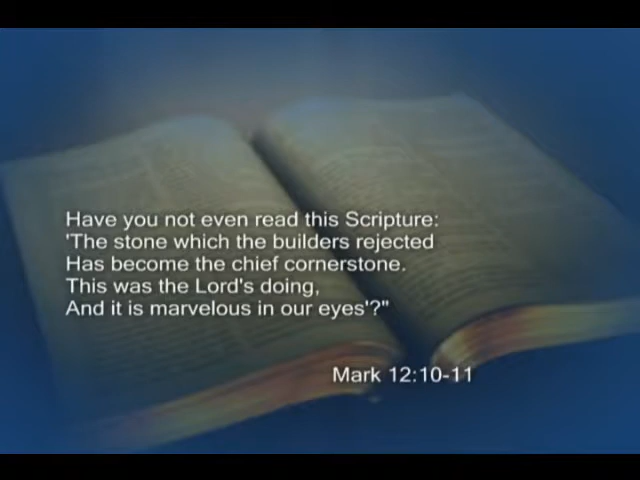 Have you not even read this Scripture:
'The stone which the builders rejected
Has become the chief cornerstone.
This was the Lord's doing,
And it is marvelous in our eyes'?"
Mark 12:10-11